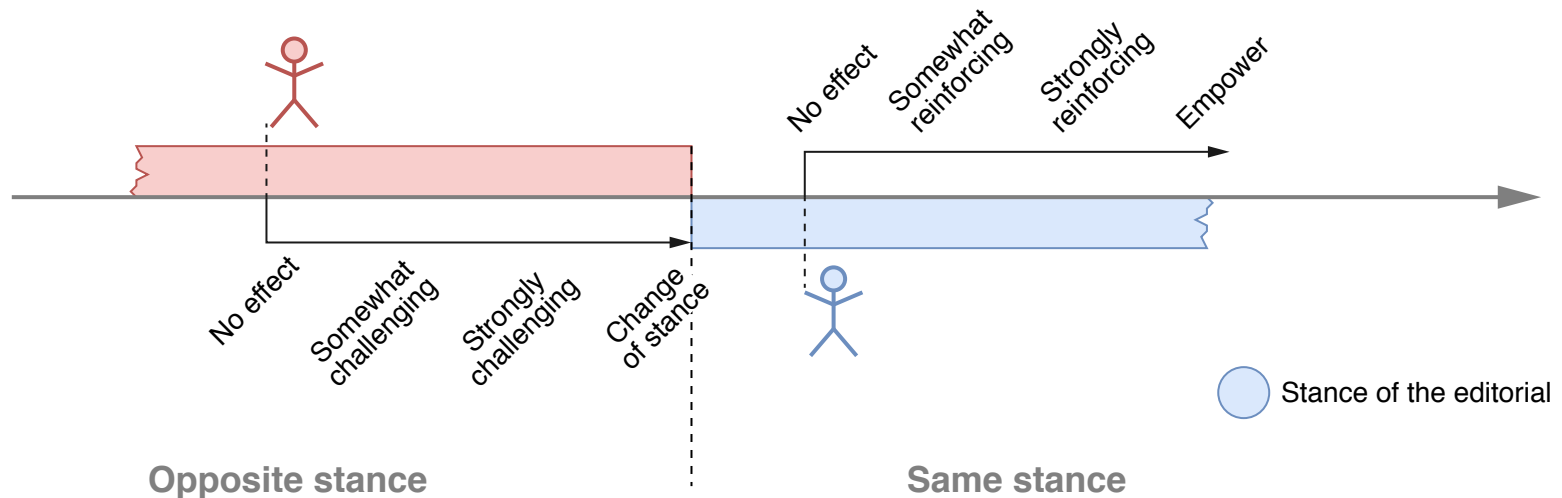 No effect
Somewhat
reinforcing
Strongly
reinforcing
Empower
No effect
Somewhat
challenging
Strongly
challenging
Change
of stance
Stance of the editorial
Opposite stance
Same stance